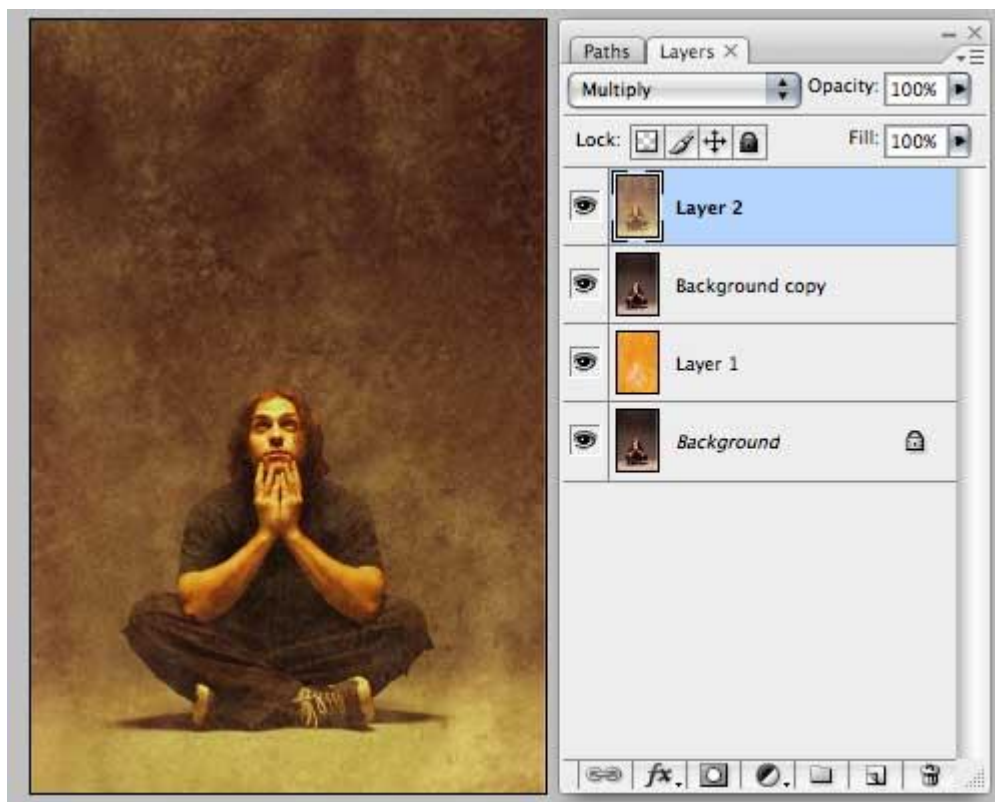 Paths Layers ×
Multiply Opacity: 100%
Lock: Fill: 100%
Layer 2
Background copy
Layer 1
Background
fx